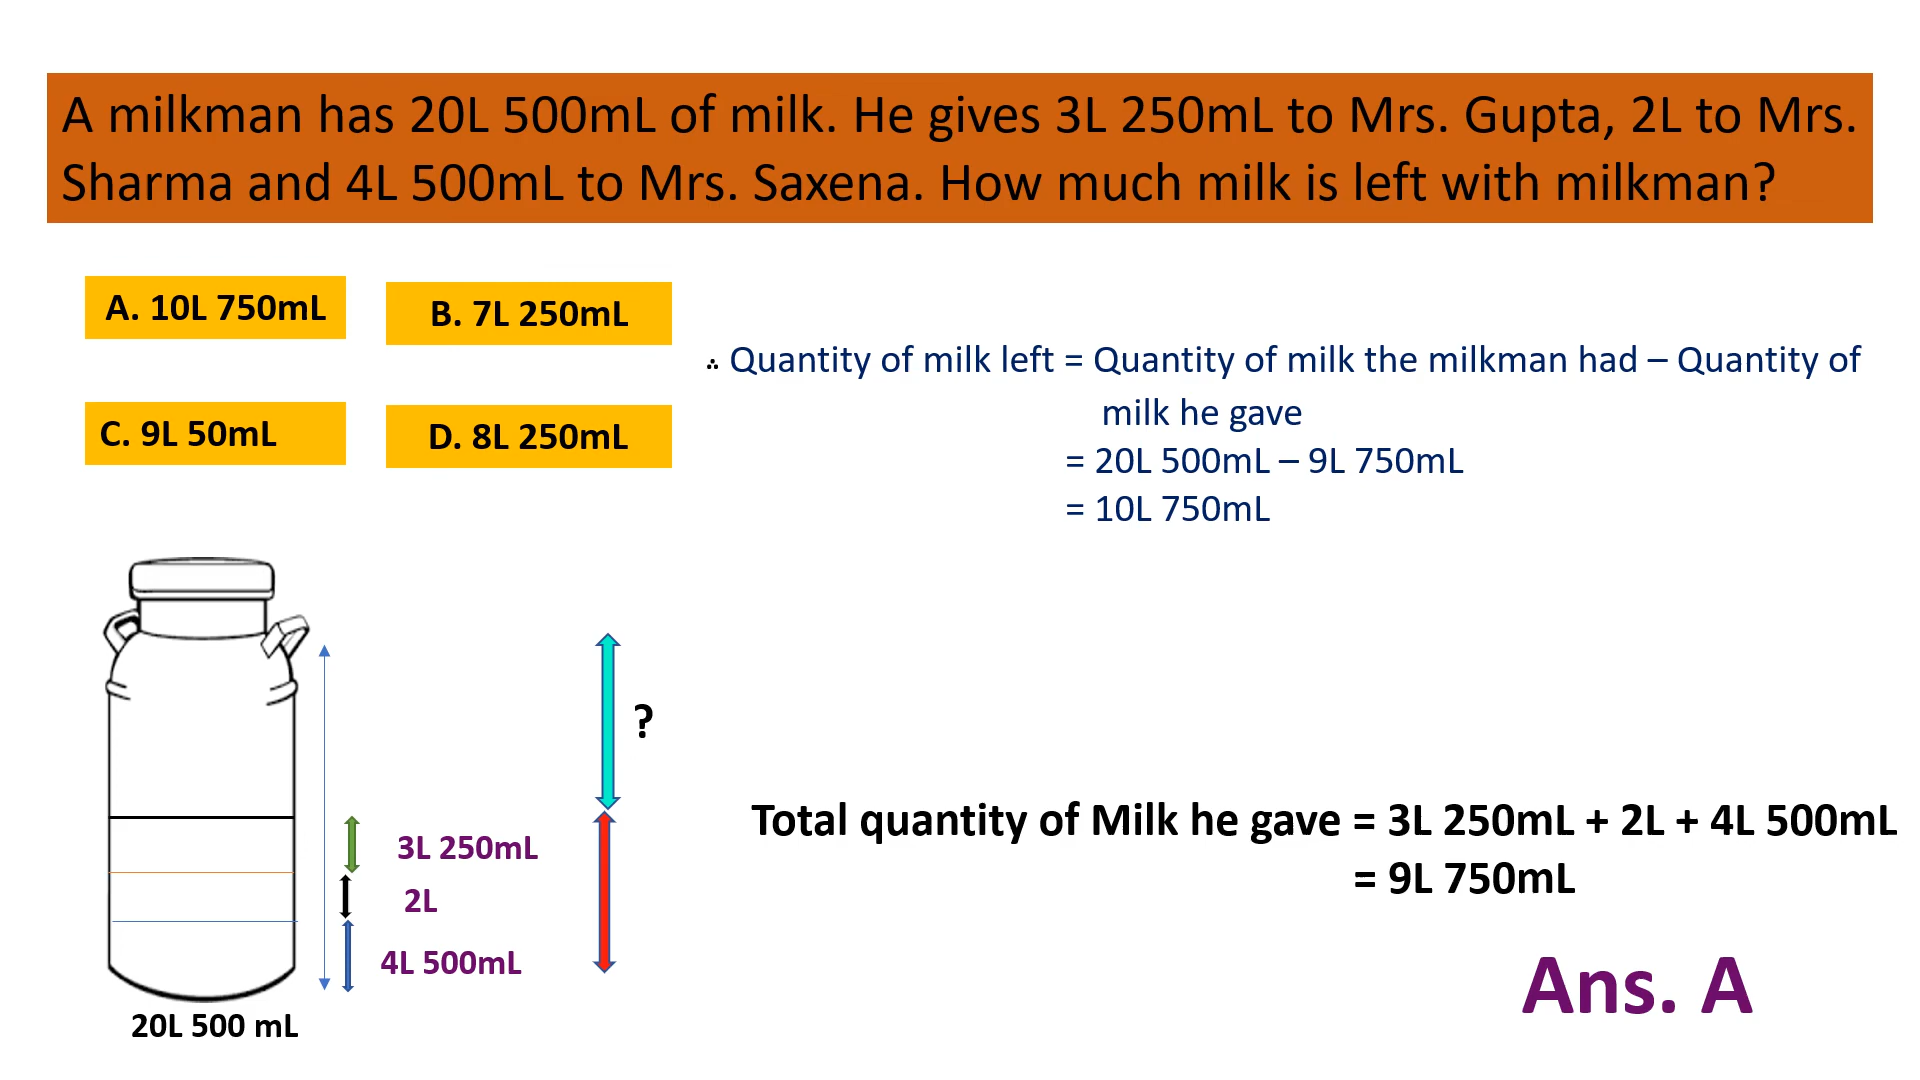 A milkman has 20L 500mL of milk. He gives 3L 250mL to Mrs. Gupta, 2L to Mrs.
Sharma and 4L 500mL to Mrs. Saxena. How much milk is left with milkman?
A. 10L 750mL
B. 7L 250mL
C. 9L 50mL
D. 8L 250mL
∴ Quantity of milk left = Quantity of milk the milkman had – Quantity of
milk he gave
= 20L 500mL – 9L 750mL
= 10L 750mL
?
3L 250mL
2L
4L 500mL
20L 500 mL
Total quantity of Milk he gave = 3L 250mL + 2L + 4L 500mL
= 9L 750mL
Ans. A